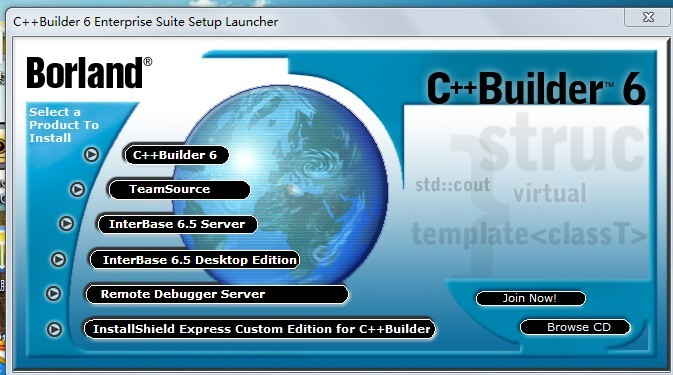 C++Builder 6 Enterprise Suite Setup Launcher
Borland®
C++Builder™ 6
Select a
Product To
Install
C++Builder 6
TeamSource
InterBase 6.5 Server
InterBase 6.5 Desktop Edition
Remote Debugger Server
InstallShield Express Custom Edition for C++Builder
struct
std::cout
virtual
template<classT>
Join Now!
Browse CD